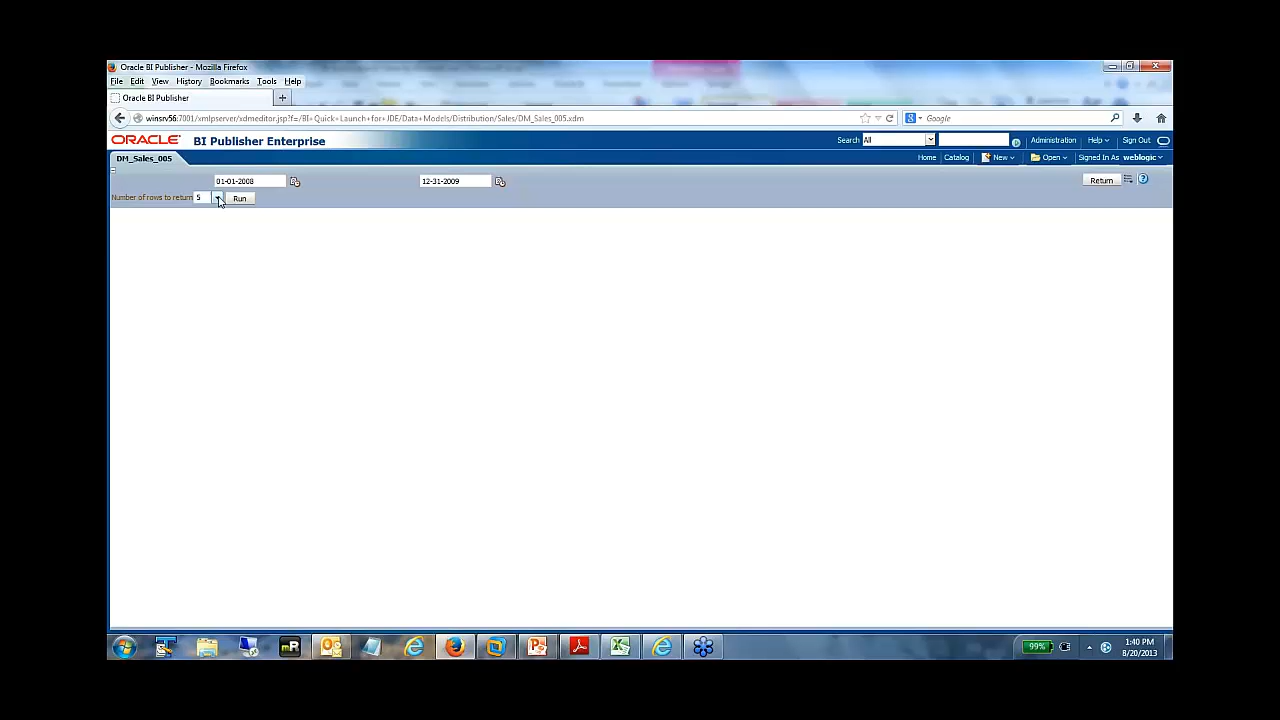 Oracle BI Publisher - Mozilla Firefox
File Edit View History Bookmarks Tools Help
Oracle BI Publisher +
winsrv56:7001/xmlpserver/xdmeditor.jsp?f=/BI+Quick+Launch+for+JDE/Data+Models/Distribution/Sales/DM_Sales_005.xdm
Google
ORACLE BI Publisher Enterprise
Search All
Administration Help Sign Out
DM_Sales_005
Home Catalog New Open Signed In As weblogic
01-01-2008 12-31-2009 Return
Number of rows to return 5 Run
mR
99%
1:40 PM
8/20/2013